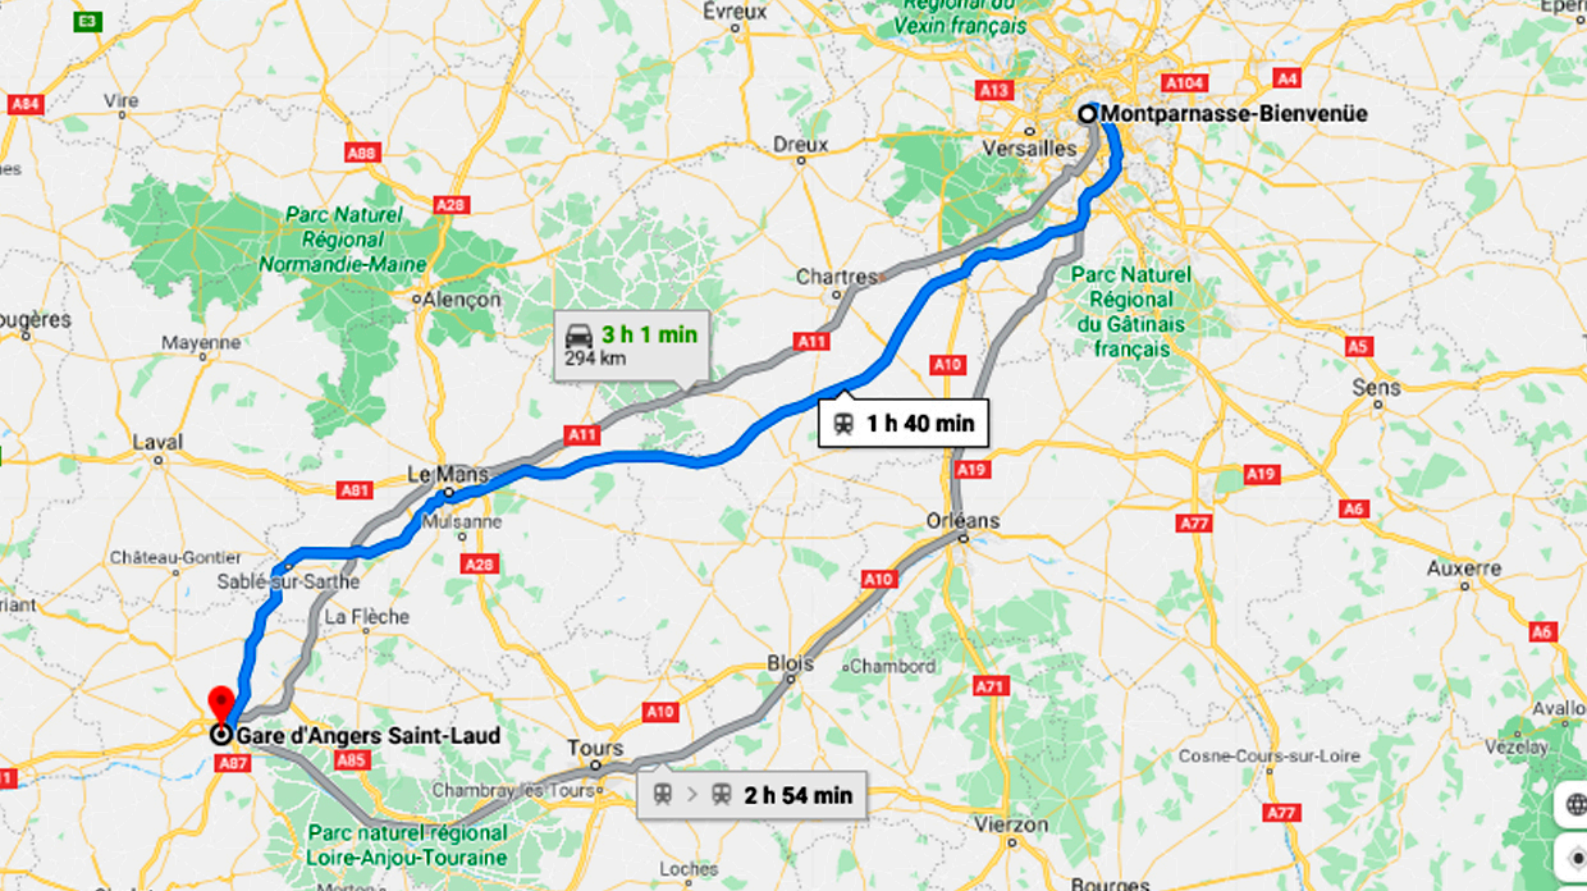 Régional du
Vexin français
Évreux
E3
A13
A104
A4
A84
Vire
Montparnasse-Bienvenüe
Versailles
Dreux
A88
A28
Parc Naturel
Régional
Normandie-Maine
Chartres
Alençon
Parc Naturel
Régional
du Gâtinais
français
Mayenne
3 h 1 min
294 km
A11
A10
A5
Sens
1 h 40 min
Laval
A11
Le Mans
A81
A19
A19
A6
A77
Mulsanne
Orléans
Château-Gontier
A28
Sablé-sur-Sarthe
A10
Auxerre
La Flèche
A6
Blois
Chambord
A71
A10
Gare d'Angers Saint-Laud
A87
A85
Tours
Chambray-lès-Tours
2 h 54 min
Vézelay
Cosne-Cours-sur-Loire
A77
Parc naturel régional
Loire-Anjou-Touraine
Vierzon
Loches
Bourges